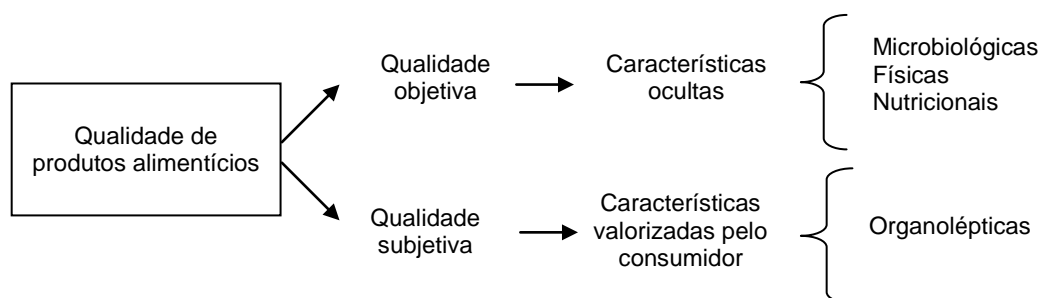 Qualidade de
produtos alimentícios
Qualidade
objetiva
Características
ocultas
Microbiológicas
Físicas
Nutricionais
Qualidade
subjetiva
Características
valorizadas pelo
consumidor
Organolépticas